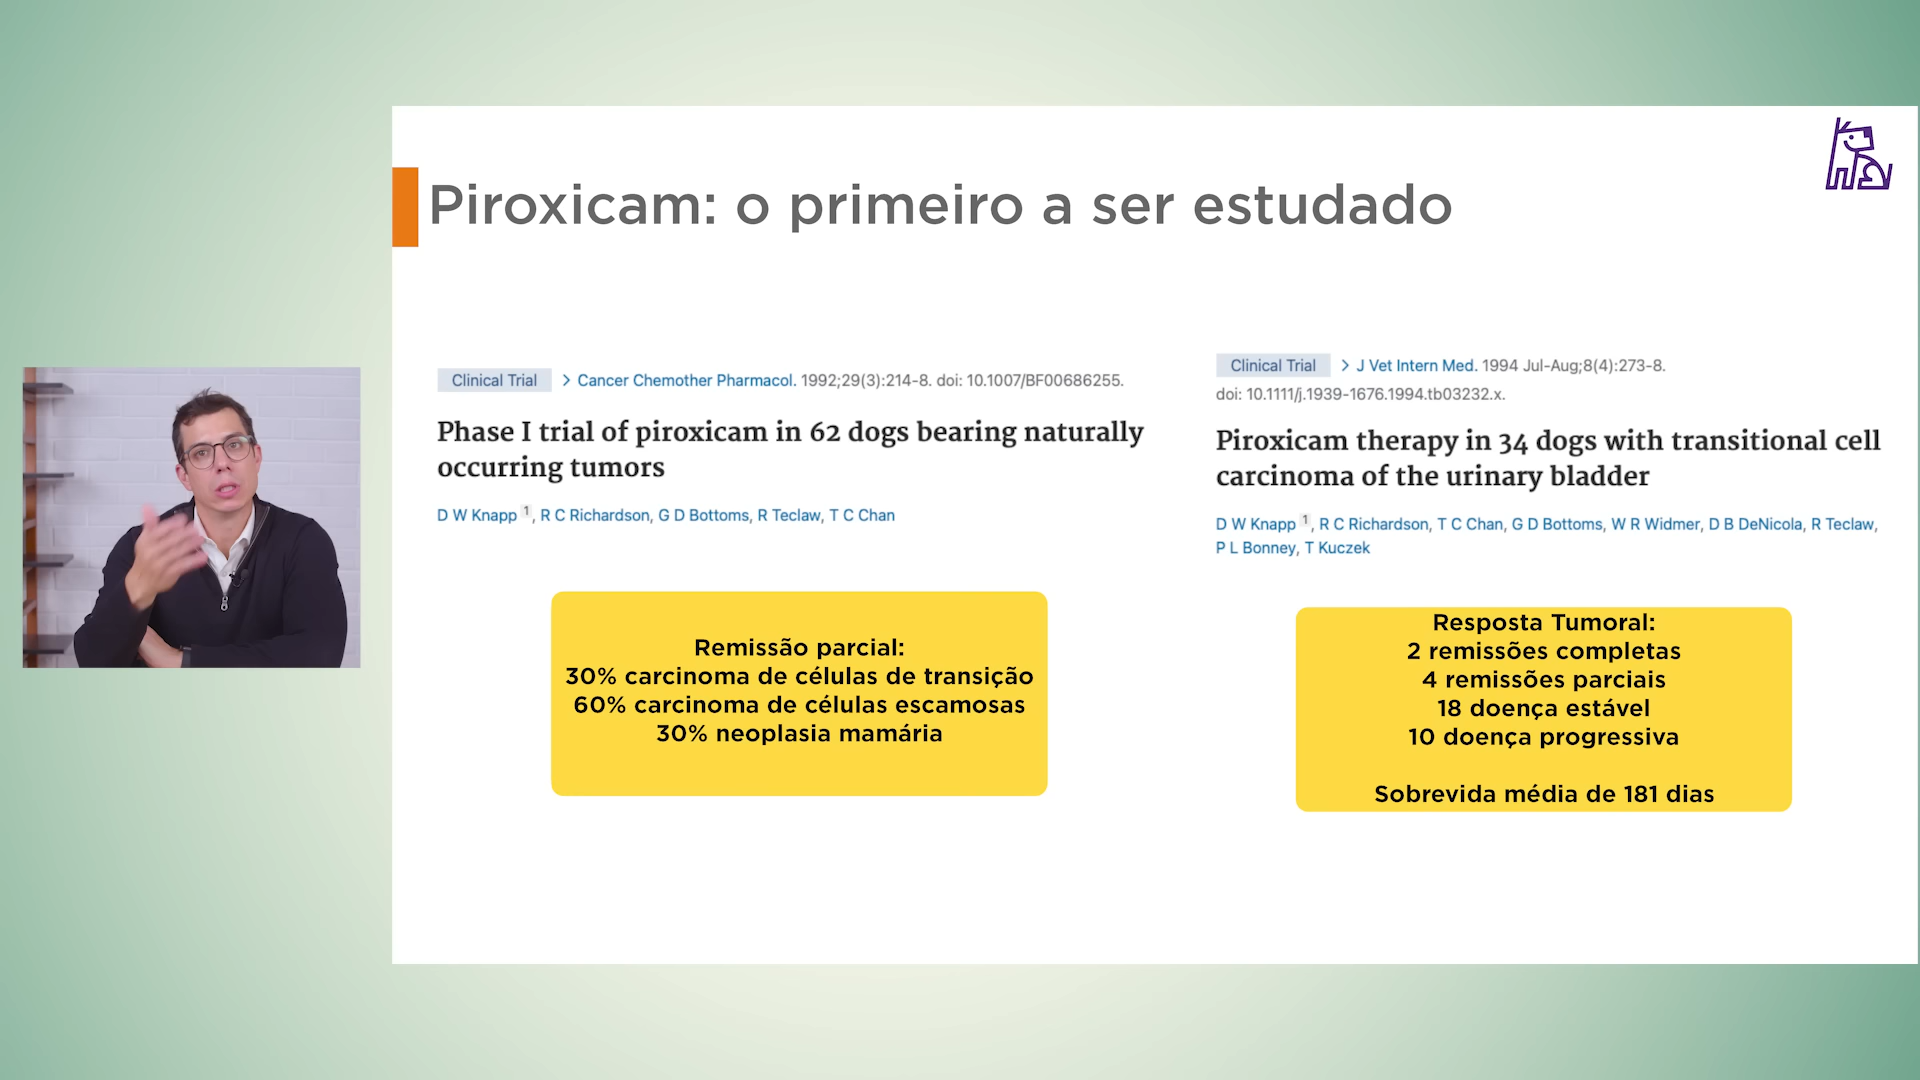 Piroxicam: o primeiro a ser estudado
Clinical Trial > Cancer Chemother Pharmacol. 1992;29(3):214-8. doi: 10.1007/BF00686255.
Phase I trial of piroxicam in 62 dogs bearing naturally
occurring tumors
D W Knapp 1, R C Richardson, G D Bottoms, R Teclaw, T C Chan
Remissão parcial:
30% carcinoma de células de transição
60% carcinoma de células escamosas
30% neoplasia mamária
Clinical Trial > J Vet Intern Med. 1994 Jul-Aug;8(4):273-8.
doi: 10.1111/j.1939-1676.1994.tb03232.x.
Piroxicam therapy in 34 dogs with transitional cell
carcinoma of the urinary bladder
D W Knapp 1, R C Richardson, T C Chan, G D Bottoms, W R Widmer, D B DeNicola, R Teclaw,
P L Bonney, T Kuczek
Resposta Tumoral:
2 remissões completas
4 remissões parciais
18 doença estável
10 doença progressiva
Sobrevida média de 181 dias